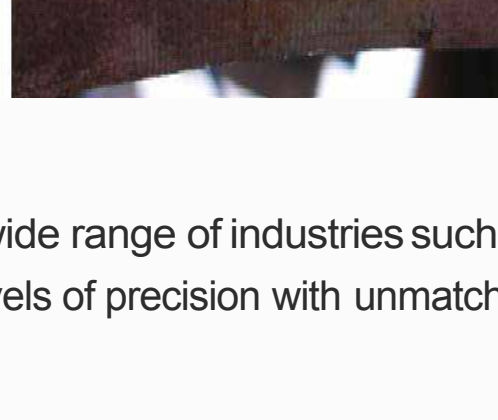 wide range of industries such
vels of precision with unmatch